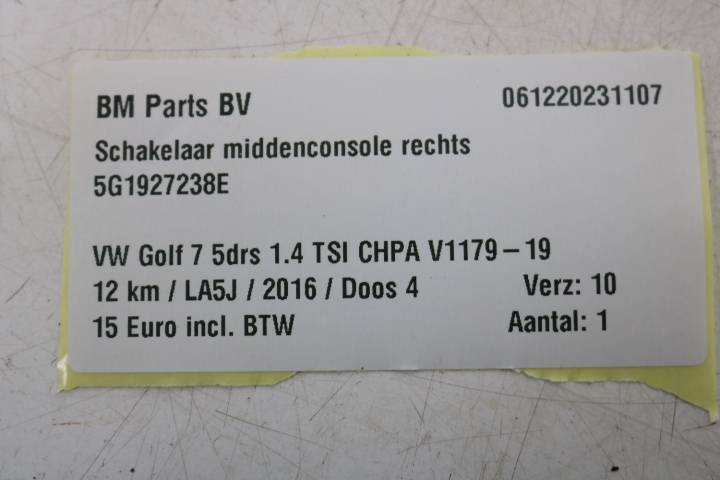 BM Parts BV 061220231107
Schakelaar middenconsole rechts
5G1927238E
VW Golf 7 5drs 1.4 TSI CHPA V1179 – 19
12 km / LA5J / 2016 / Doos 4 Verz: 10
15 Euro incl. BTW Aantal: 1